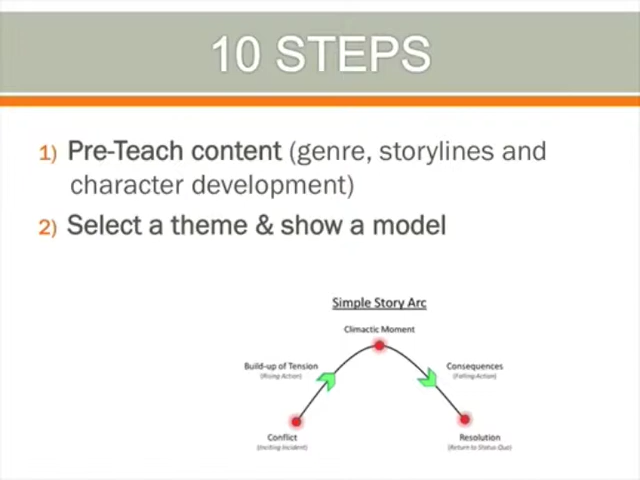 10 STEPS
1) Pre-Teach content (genre, storylines and
character development)
2) Select a theme & show a model
Simple Story Arc
Climactic Moment
Build-up of Tension
(Rising Action)
Consequences
(Falling Action)
Conflict
(Inciting Incident)
Resolution
(Return to Status Quo)